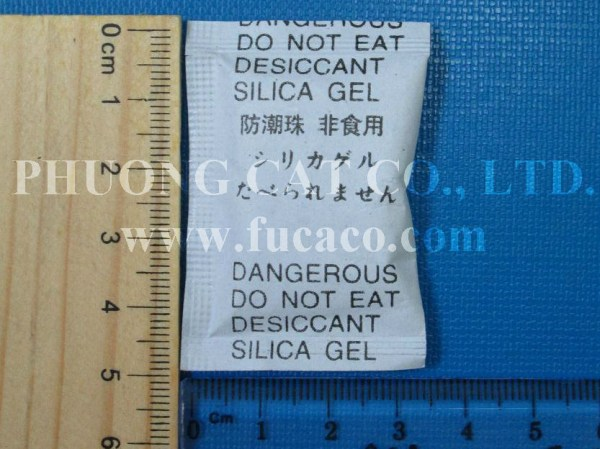 DANGEROUS
DO NOT EAT
DESICCANT
SILICA GEL
防潮珠 非食用
シリカゲル
たべられません
DANGEROUS
DO NOT EAT
DESICCANT
SILICA GEL
PHUONG CAT CO., LTD.
www.fucaco.com
0 cm
1
2
3
4
5
6
0 Cm
1
2
3
4
5
6